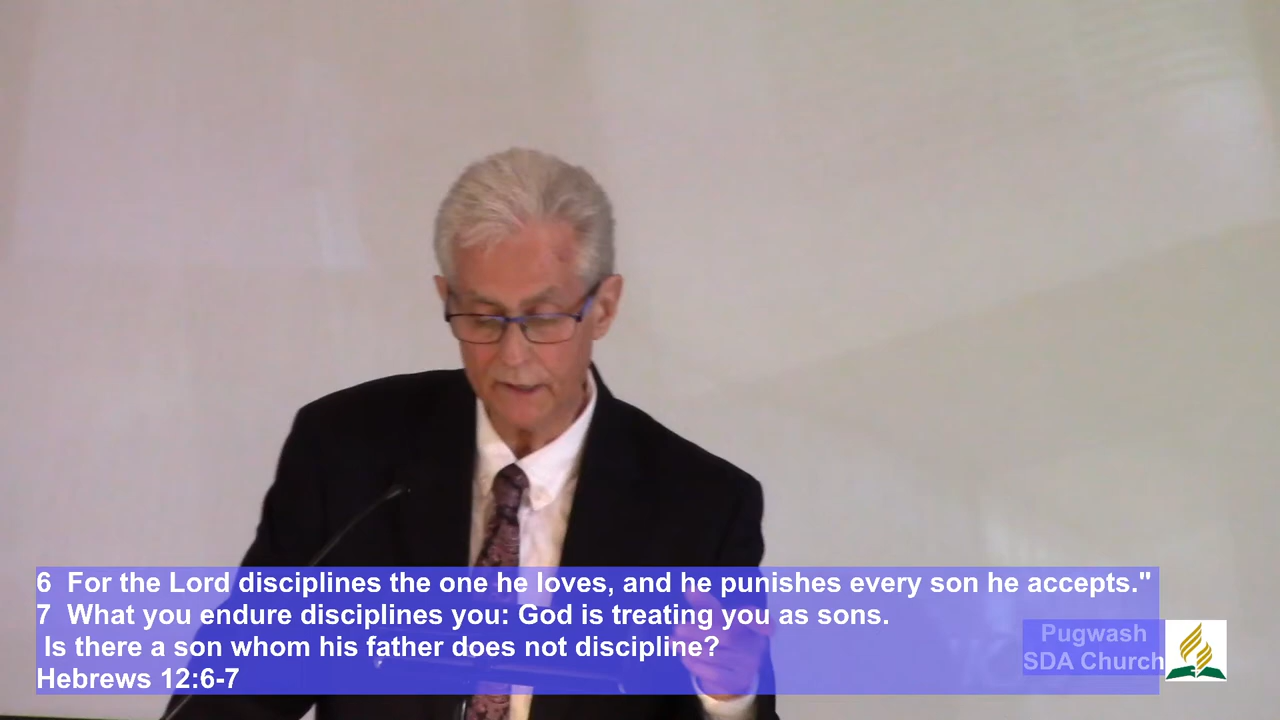 6  For the Lord disciplines the one he loves, and he punishes every son he accepts."
7  What you endure disciplines you: God is treating you as sons.
Is there a son whom his father does not discipline?
Hebrews 12:6-7
Pugwash
SDA Church